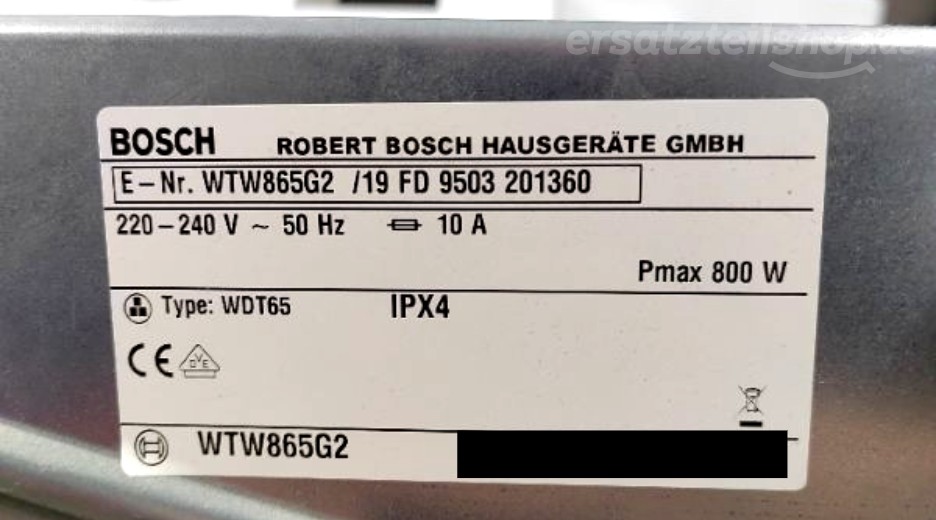 ersatzteilshop.de
BOSCH ROBERT BOSCH HAUSGERÄTE GMBH
E-Nr. WTW865G2 /19 FD 9503 201360
220-240 V ~ 50 Hz 10 A
Pmax 800 W
Type: WDT65 IPX4
CE DVE
WTW865G2